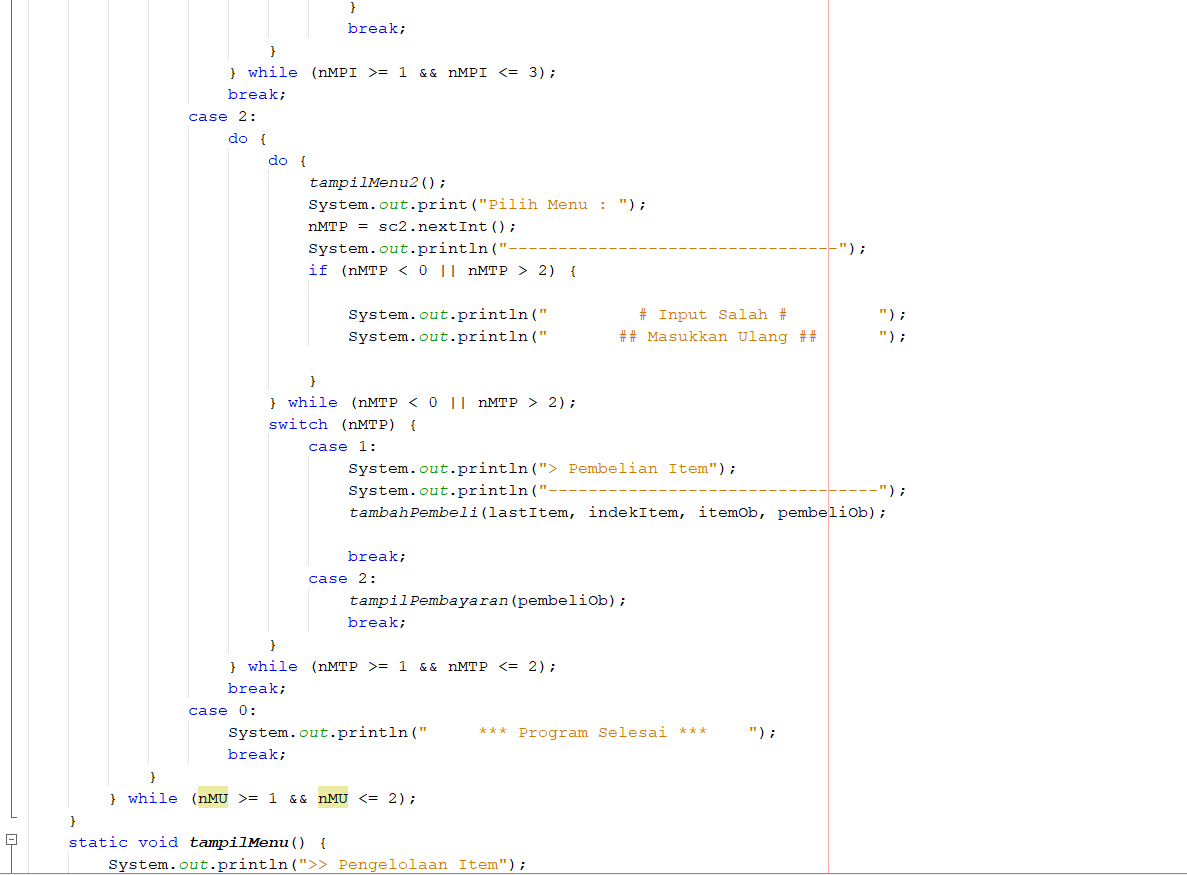 }
                                  break;
                          }
                      } while (nMPI >= 1 && nMPI <= 3);
                      break;
                  case 2:
                      do {
                          do {
                              tampilMenu2();
                              System.out.print("Pilih Menu : ");
                              nMTP = sc2.nextInt();
                              System.out.println("---------------------------------");
                              if (nMTP < 0 || nMTP > 2) {
                                  System.out.println("         # Input Salah #         ");
                                  System.out.println("       ## Masukkan Ulang ##      ");
                              }
                          } while (nMTP < 0 || nMTP > 2);
                          switch (nMTP) {
                              case 1:
                                  System.out.println("> Pembelian Item");
                                  System.out.println("---------------------------------");
                                  tambahPembeli(lastItem, indekItem, itemOb, pembeliOb);
                                  break;
                              case 2:
                                  tampilPembayaran(pembeliOb);
                                  break;
                          }
                      } while (nMTP >= 1 && nMTP <= 2);
                      break;
                  case 0:
                      System.out.println("     *** Program Selesai ***    ");
                      break;
              }
          } while (nMU >= 1 && nMU <= 2);
      }
      static void tampilMenu() {
          System.out.println(">> Pengelolaan Item");